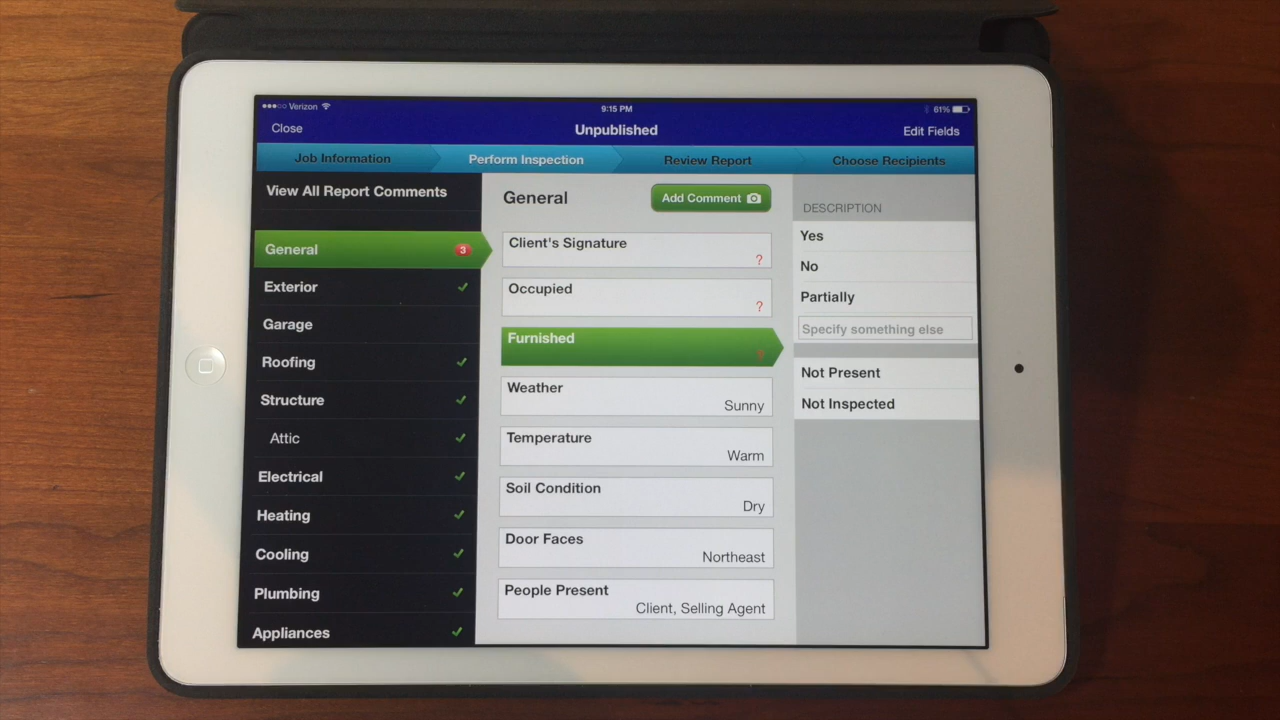 Verizon 9:15 PM 61%
Close Unpublished Edit Fields
Job Information Perform Inspection Review Report Choose Recipients
View All Report Comments
General 3
Exterior
Garage
Roofing
Structure
Attic
Electrical
Heating
Cooling
Plumbing
Appliances
General Add Comment
Client's Signature
?
Occupied
?
Furnished
?
Weather
Sunny
Temperature
Warm
Soil Condition
Dry
Door Faces
Northeast
People Present
Client, Selling Agent
DESCRIPTION
Yes
No
Partially
Specify something else
Not Present
Not Inspected